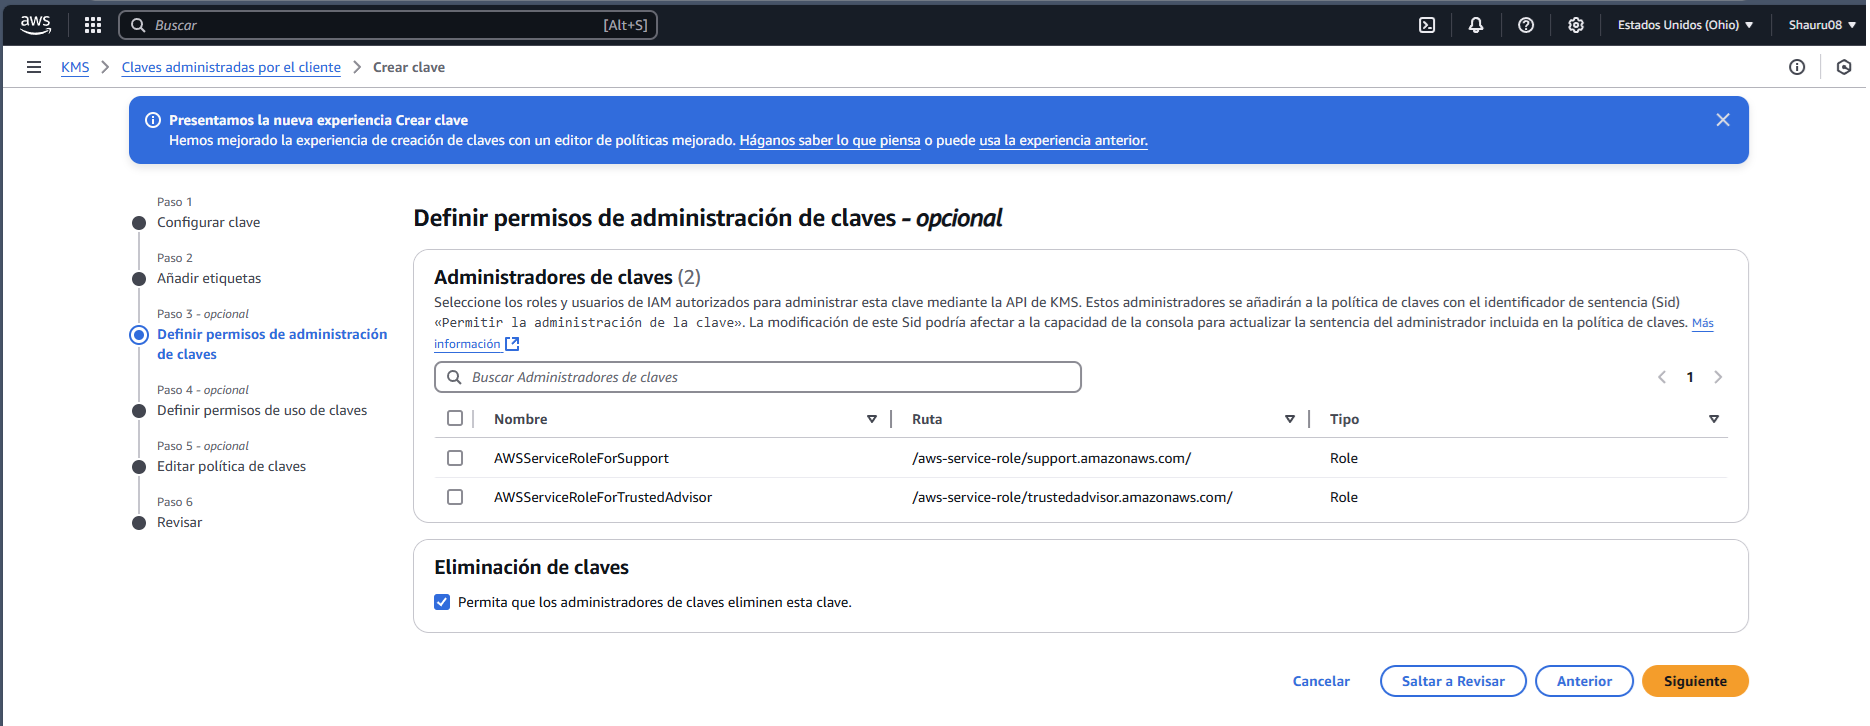 aws
Buscar [Alt+S]
Estados Unidos (Ohio)
Shauru08
KMS
Claves administradas por el cliente
Crear clave
Presentamos la nueva experiencia Crear clave
Hemos mejorado la experiencia de creación de claves con un editor de políticas mejorado. Háganos saber lo que piensa o puede usa la experiencia anterior.
Paso 1
Configurar clave
Paso 2
Añadir etiquetas
Paso 3 - opcional
Definir permisos de administración
de claves
Paso 4 - opcional
Definir permisos de uso de claves
Paso 5 - opcional
Editar política de claves
Paso 6
Revisar
Definir permisos de administración de claves - opcional
Administradores de claves (2)
Seleccione los roles y usuarios de IAM autorizados para administrar esta clave mediante la API de KMS. Estos administradores se añadirán a la política de claves con el identificador de sentencia (Sid)
«Permitir la administración de la clave». La modificación de este Sid podría afectar a la capacidad de la consola para actualizar la sentencia del administrador incluida en la política de claves. Más
información
Buscar Administradores de claves
1
Nombre Ruta Tipo
AWSServiceRoleForSupport /aws-service-role/support.amazonaws.com/ Role
AWSServiceRoleForTrustedAdvisor /aws-service-role/trustedadvisor.amazonaws.com/ Role
Eliminación de claves
Permita que los administradores de claves eliminen esta clave.
Cancelar
Saltar a Revisar
Anterior
Siguiente